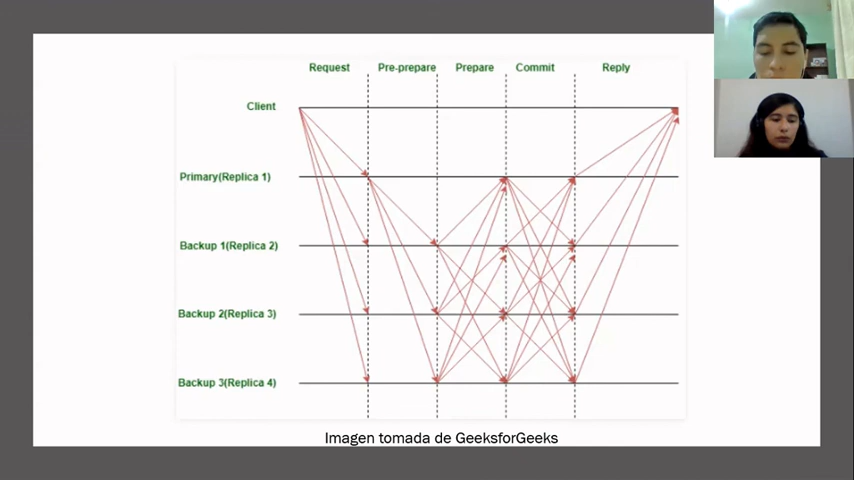 Request Pre-prepare Prepare Commit Reply
Client
Primary(Replica 1)
Backup 1(Replica 2)
Backup 2(Replica 3)
Backup 3(Replica 4)
Imagen tomada de GeeksforGeeks